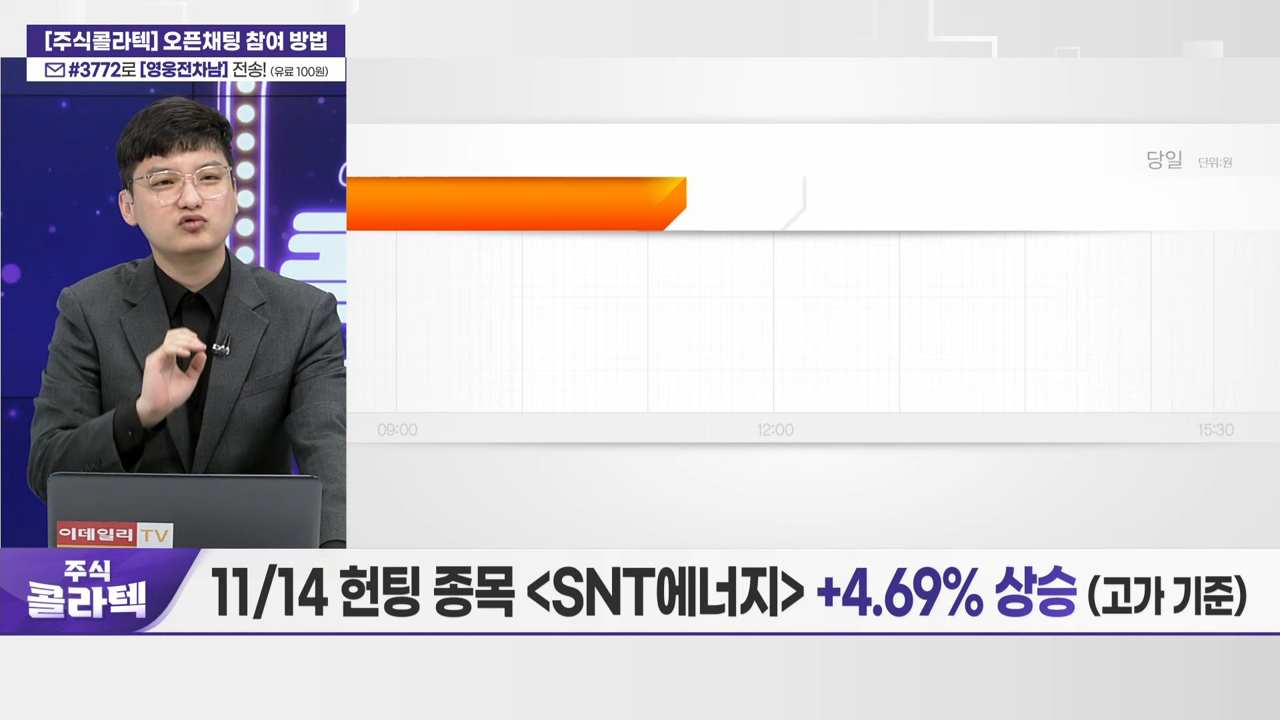 [주식콜라텍] 오픈채팅 참여 방법
#3772로 [영웅전차남] 전송! (유료 100원)
당일 단위:원
09:00 12:00 15:30
이데일리 TV
주식
콜라텍
11/14 헌팅 종목 <SNT에너지> +4.69% 상승 (고가 기준)